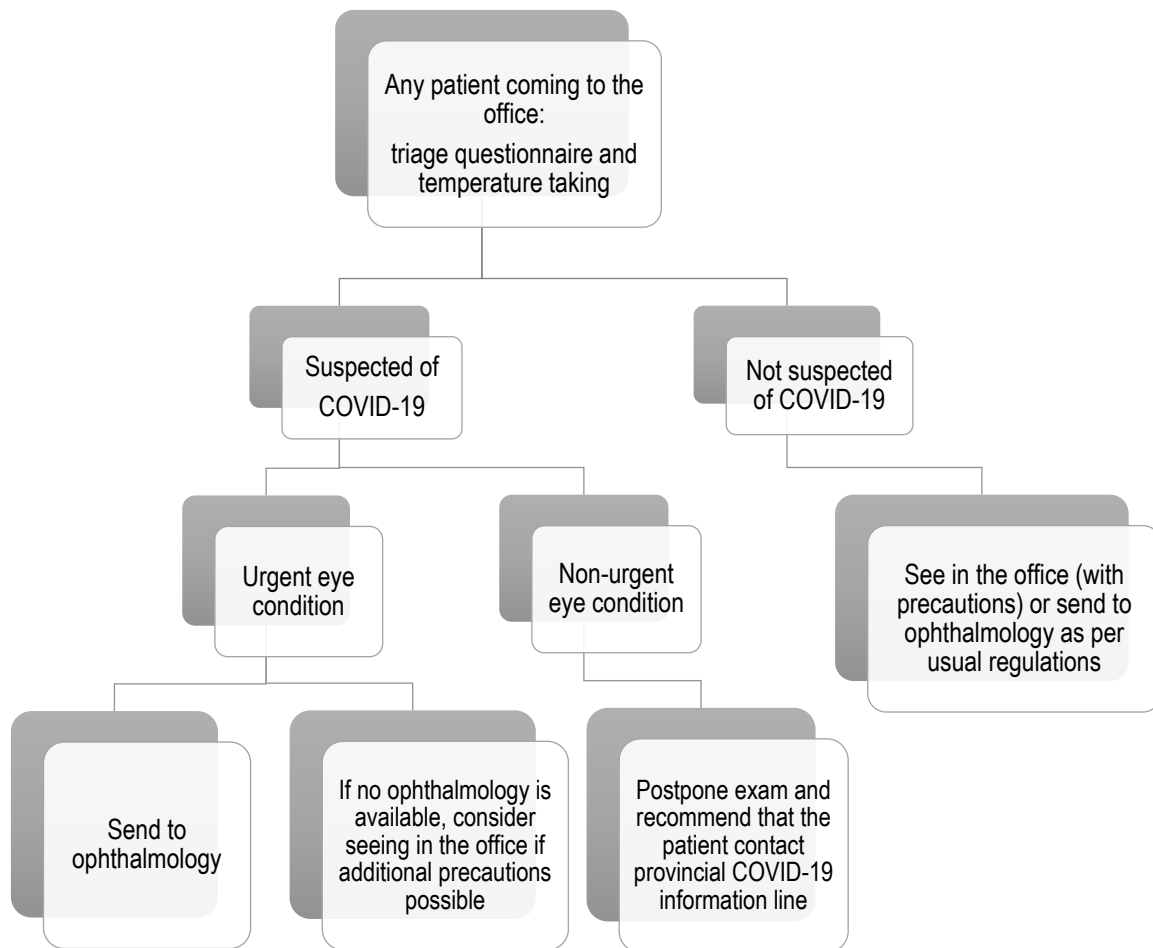 Any patient coming to the
office:
triage questionnaire and
temperature taking
Suspected of
COVID-19
Not suspected
of COVID-19
Urgent eye
condition
Non-urgent
eye condition
See in the office (with
precautions) or send to
ophthalmology as per
usual regulations
Send to
ophthalmology
If no ophthalmology is
available, consider
seeing in the office if
additional precautions
possible
Postpone exam and
recommend that the
patient contact
provincial COVID-19
information line